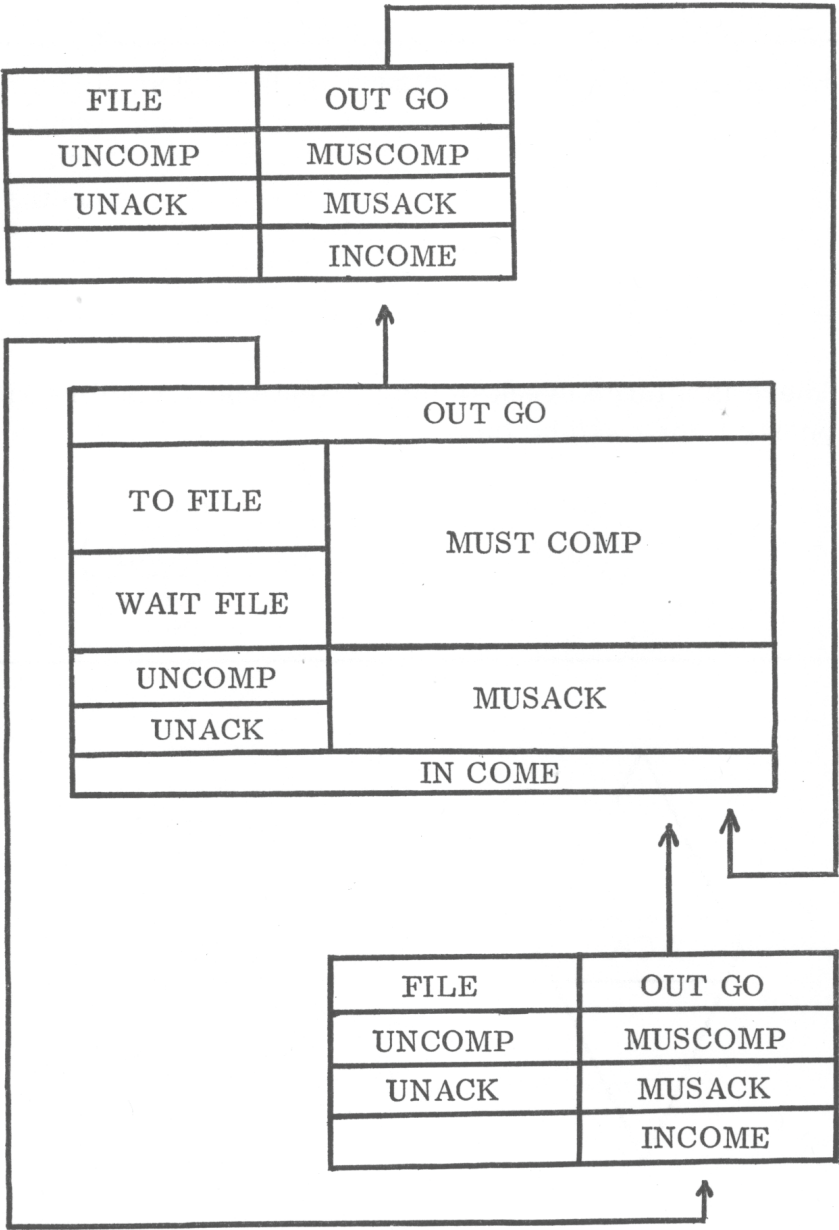 FILE OUT GO
UNCOMP MUSCOMP
UNACK MUSACK
INCOME
OUT GO
TO FILE
MUST COMP
WAIT FILE
UNCOMP
MUSACK
UNACK
IN COME
FILE OUT GO
UNCOMP MUSCOMP
UNACK MUSACK
INCOME